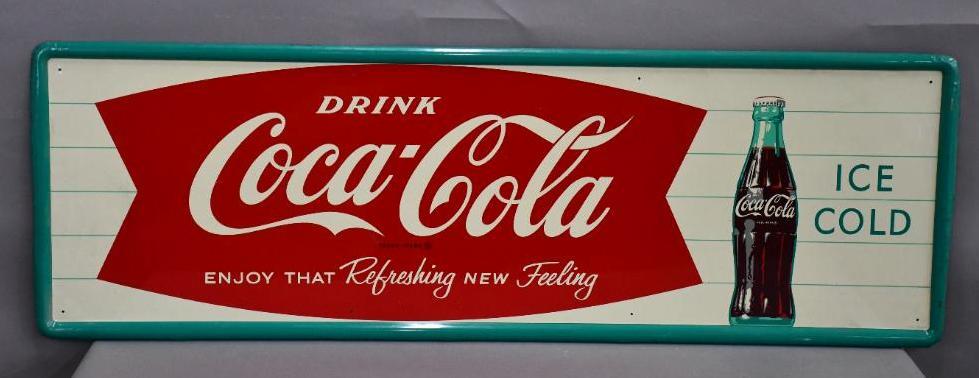 DRINK
Coca-Cola
ENJOY THAT Refreshing NEW Feeling
Coca-Cola
ICE
COLD